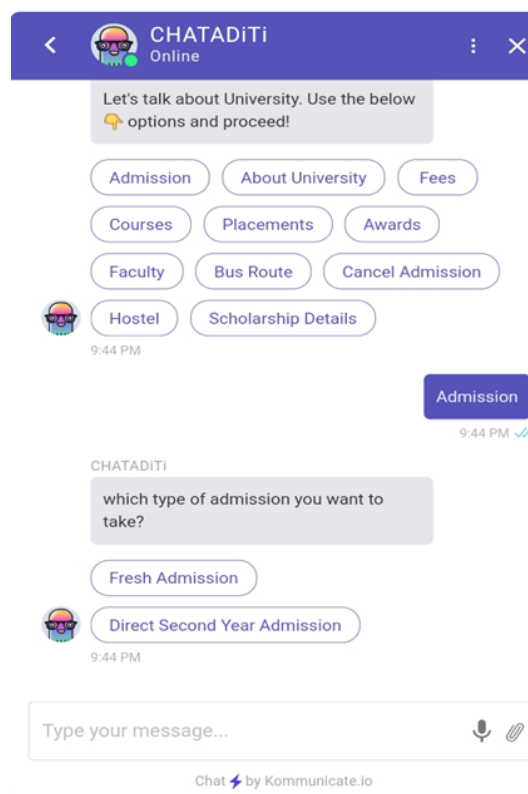 CHATADiTi
Online
Let's talk about University. Use the below
👇 options and proceed!
Admission
About University
Fees
Courses
Placements
Awards
Faculty
Bus Route
Cancel Admission
Hostel
Scholarship Details
9:44 PM
Admission
9:44 PM
CHATADiTi
which type of admission you want to
take?
Fresh Admission
Direct Second Year Admission
9:44 PM
Type your message...
Chat ⚡ by Kommunicate.io